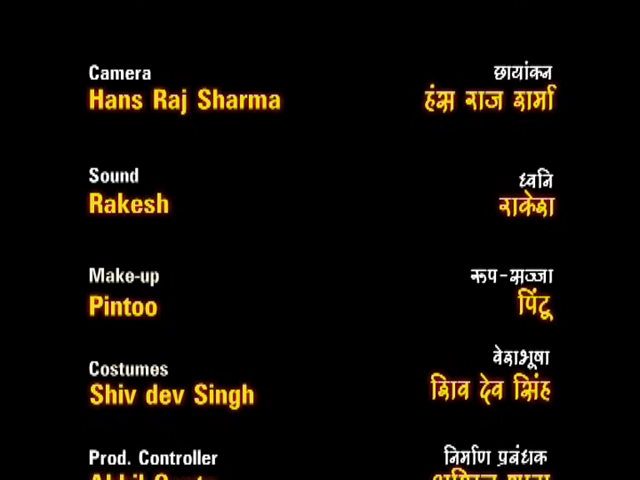 Camera
छायांकन
Hans Raj Sharma
हंस राज शर्मा
Sound
ध्वनि
Rakesh
राकेश
Make-up
रूप-सज्जा
Pintoo
पिंटू
Costumes
वेशभूषा
Shiv dev Singh
शिव देव सिंह
Prod. Controller
निर्माण प्रबंधक